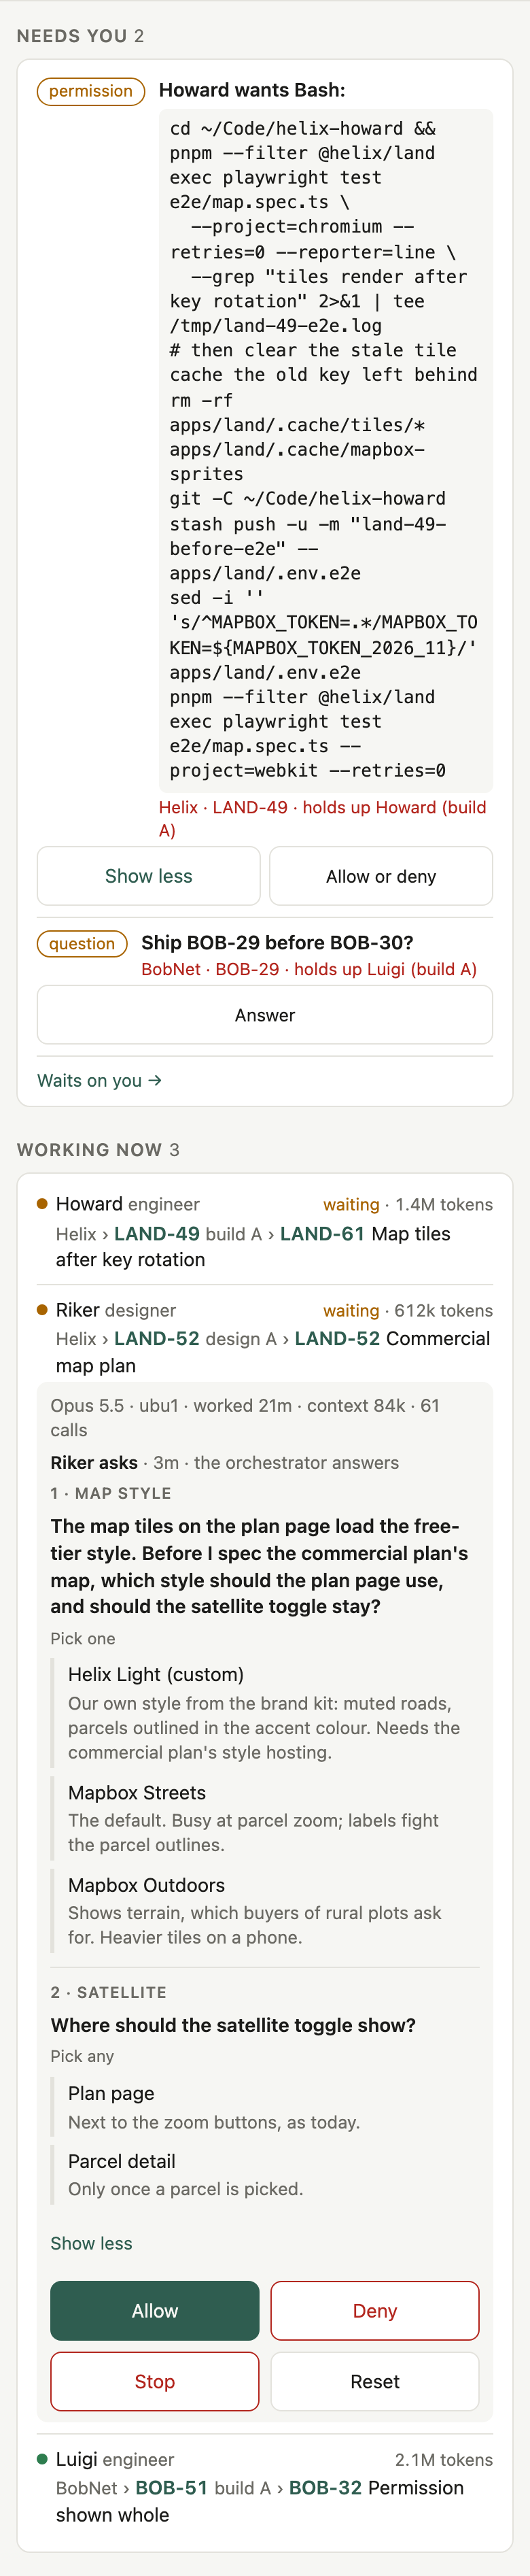 NEEDS YOU 2
permission
Howard wants Bash:
cd ~/Code/helix-howard &&
pnpm --filter @helix/land
exec playwright test
e2e/map.spec.ts \
--project=chromium --
retries=0 --reporter=line \
--grep "tiles render after
key rotation" 2>&1 | tee
/tmp/land-49-e2e.log
# then clear the stale tile
cache the old key left behind
rm -rf
apps/land/.cache/tiles/*
apps/land/.cache/mapbox-
sprites
git -C ~/Code/helix-howard
stash push -u -m "land-49-
before-e2e" --
apps/land/.env.e2e
sed -i ''
's/^MAPBOX_TOKEN=.*/MAPBOX_TO
KEN=${MAPBOX_TOKEN_2026_11}/'
apps/land/.env.e2e
pnpm --filter @helix/land
exec playwright test
e2e/map.spec.ts --
project=webkit --retries=0
Helix · LAND-49 · holds up Howard (build
A)
Show less
Allow or deny
question
Ship BOB-29 before BOB-30?
BobNet · BOB-29 · holds up Luigi (build A)
Answer
Waits on you →
WORKING NOW 3
Howard engineer
waiting · 1.4M tokens
Helix › LAND-49 build A › LAND-61 Map tiles
after key rotation
Riker designer
waiting · 612k tokens
Helix › LAND-52 design A › LAND-52 Commercial
map plan
Opus 5.5 · ubu1 · worked 21m · context 84k · 61
calls
Riker asks · 3m · the orchestrator answers
1 · MAP STYLE
The map tiles on the plan page load the free-
tier style. Before I spec the commercial plan's
map, which style should the plan page use,
and should the satellite toggle stay?
Pick one
Helix Light (custom)
Our own style from the brand kit: muted roads,
parcels outlined in the accent colour. Needs the
commercial plan's style hosting.
Mapbox Streets
The default. Busy at parcel zoom; labels fight
the parcel outlines.
Mapbox Outdoors
Shows terrain, which buyers of rural plots ask
for. Heavier tiles on a phone.
2 · SATELLITE
Where should the satellite toggle show?
Pick any
Plan page
Next to the zoom buttons, as today.
Parcel detail
Only once a parcel is picked.
Show less
Allow
Deny
Stop
Reset
Luigi engineer
2.1M tokens
BobNet › BOB-51 build A › BOB-32 Permission
shown whole